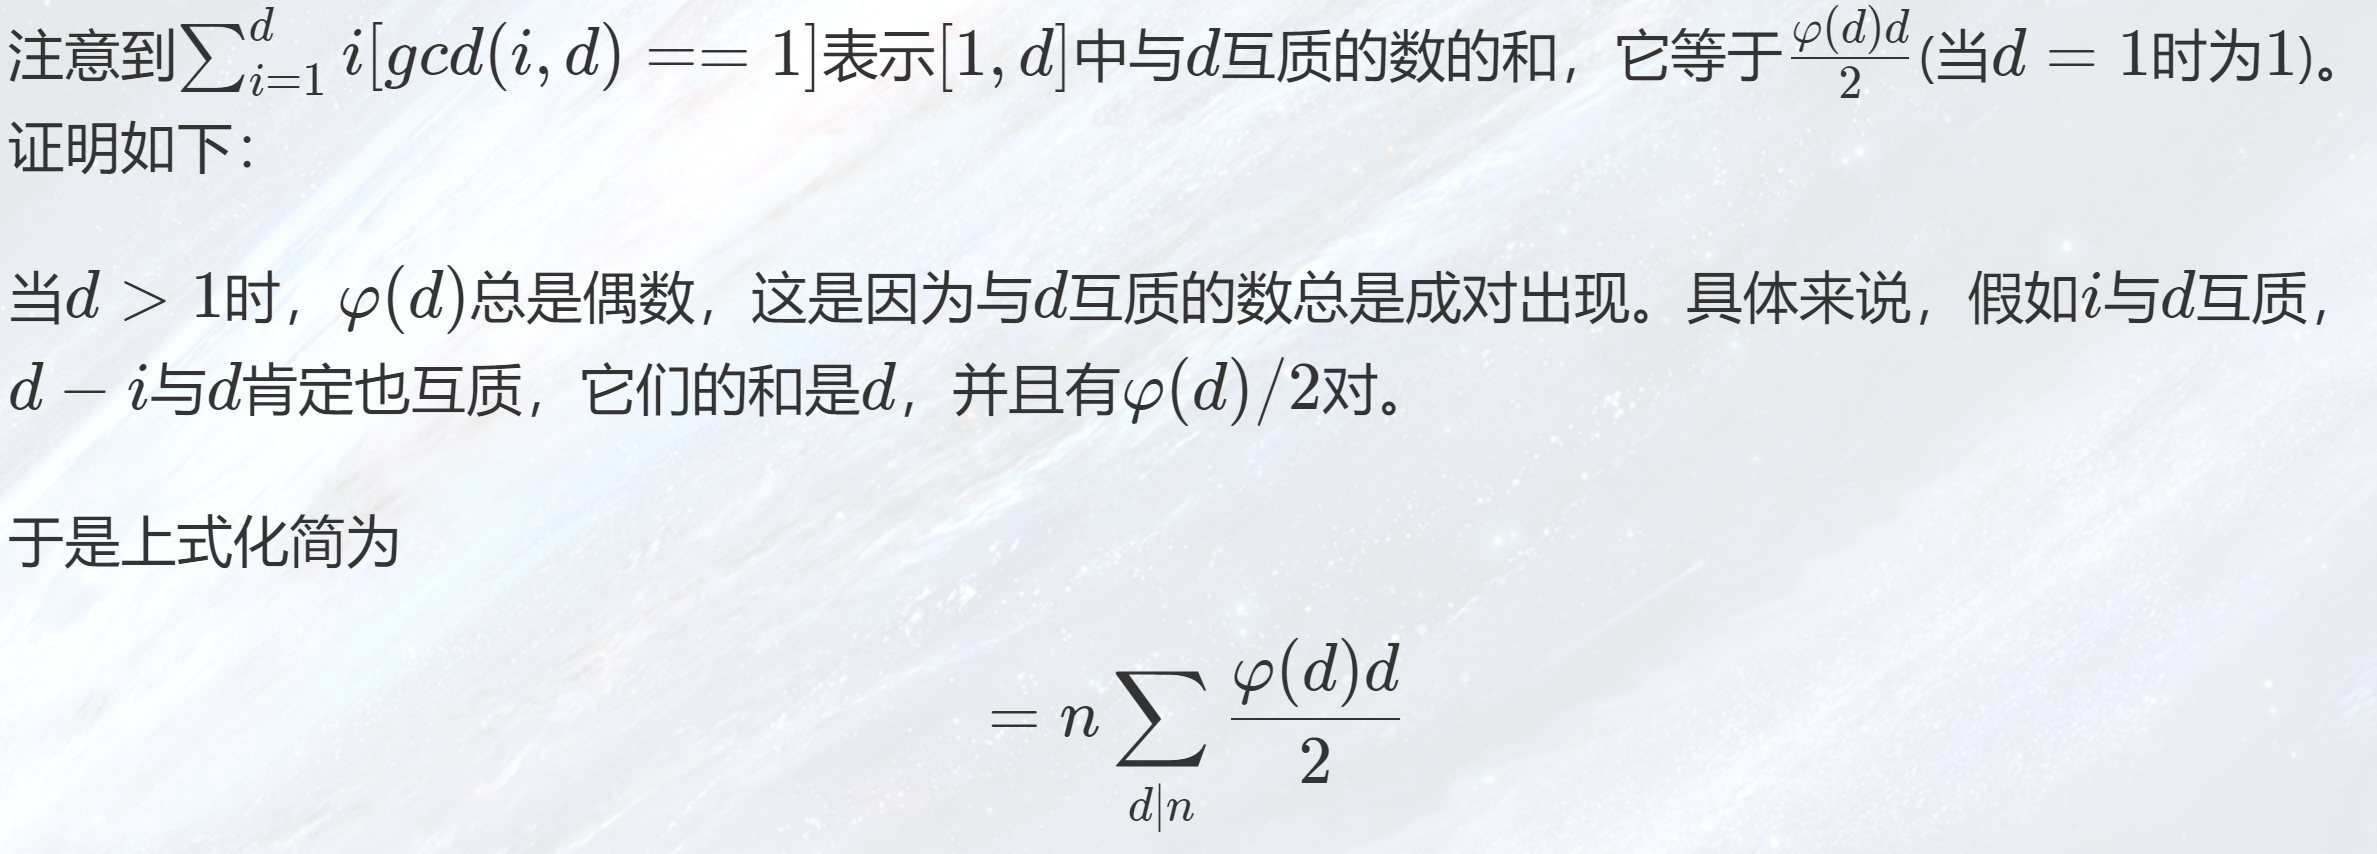 注意到$\sum_{i=1}^{d} i[gcd(i,d)==1]$表示$[1,d]$中与$d$互质的数的和，它等于$\frac{\varphi(d)d}{2}$(当$d=1$时为$1$)。
证明如下：
当$d>1$时，$\varphi(d)$总是偶数，这是因为与$d$互质的数总是成对出现。具体来说，假如$i$与$d$互质，
$d-i$与$d$肯定也互质，它们的和是$d$，并且有$\varphi(d)/2$对。
于是上式化简为
$=n\sum_{d|n}\frac{\varphi(d)d}{2}$